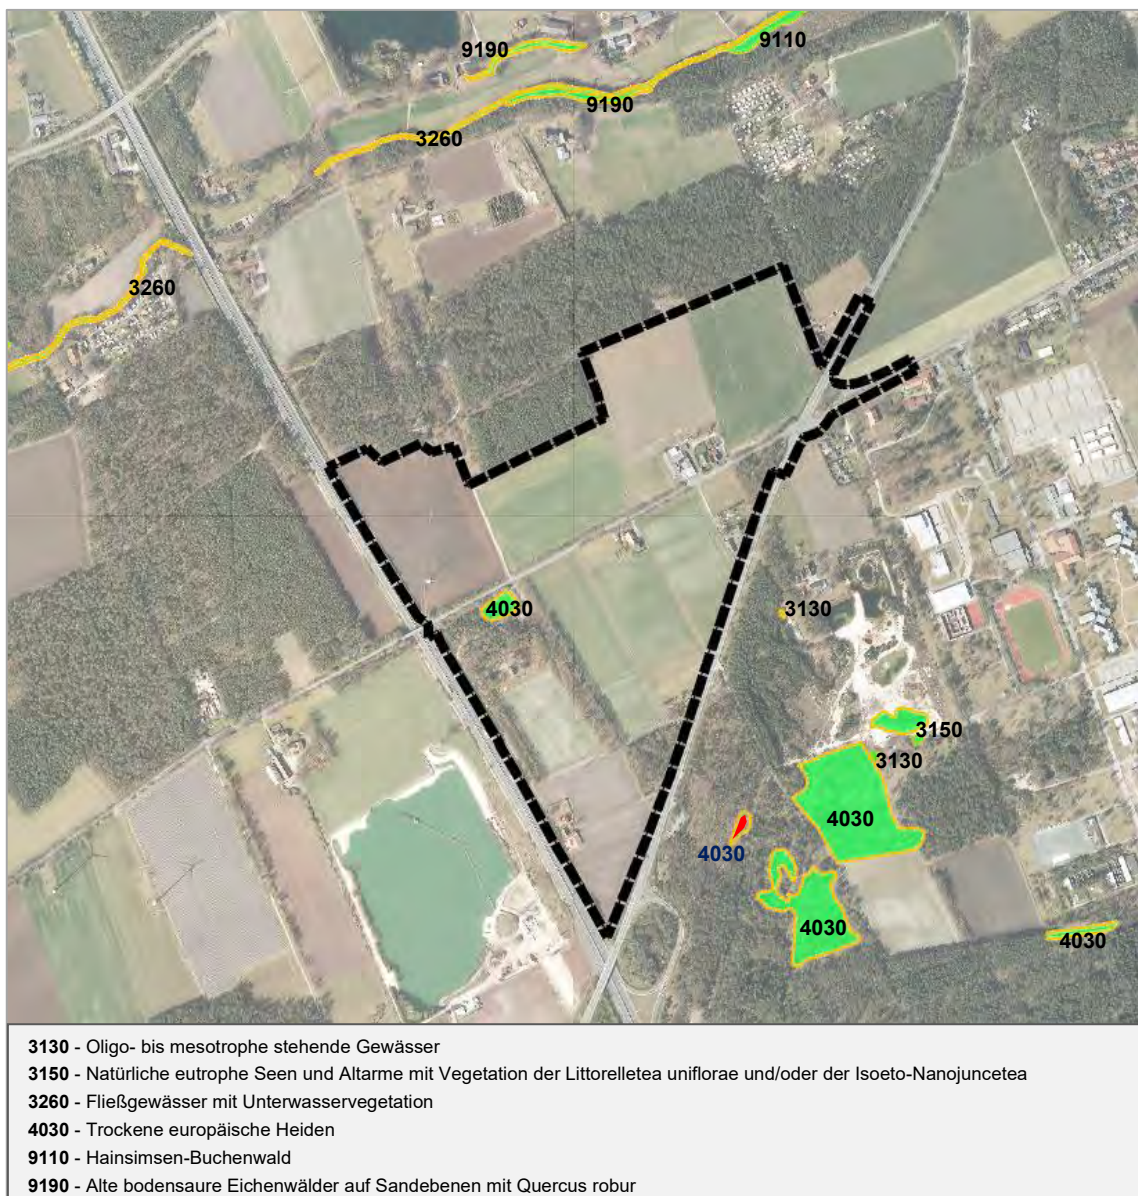 9190
9110
9190
3260
3260
4030
3130
3150
3130
4030
4030
4030
4030
3130 - Oligo- bis mesotrophe stehende Gewässer
3150 - Natürliche eutrophe Seen und Altarme mit Vegetation der Littorelletea uniflorae und/oder der Isoeto-Nanojuncetea
3260 - Fließgewässer mit Unterwasservegetation
4030 - Trockene europäische Heiden
9110 - Hainsimsen-Buchenwald
9190 - Alte bodensaure Eichenwälder auf Sandebenen mit Quercus robur